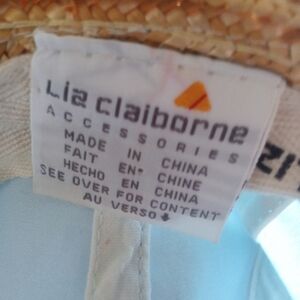 Liz claiborne
ACCESSORIES
MADE IN CHINA
FAIT EN CHINE
HECHO EN CHINA
SEE OVER FOR CONTENT
AU VERSO